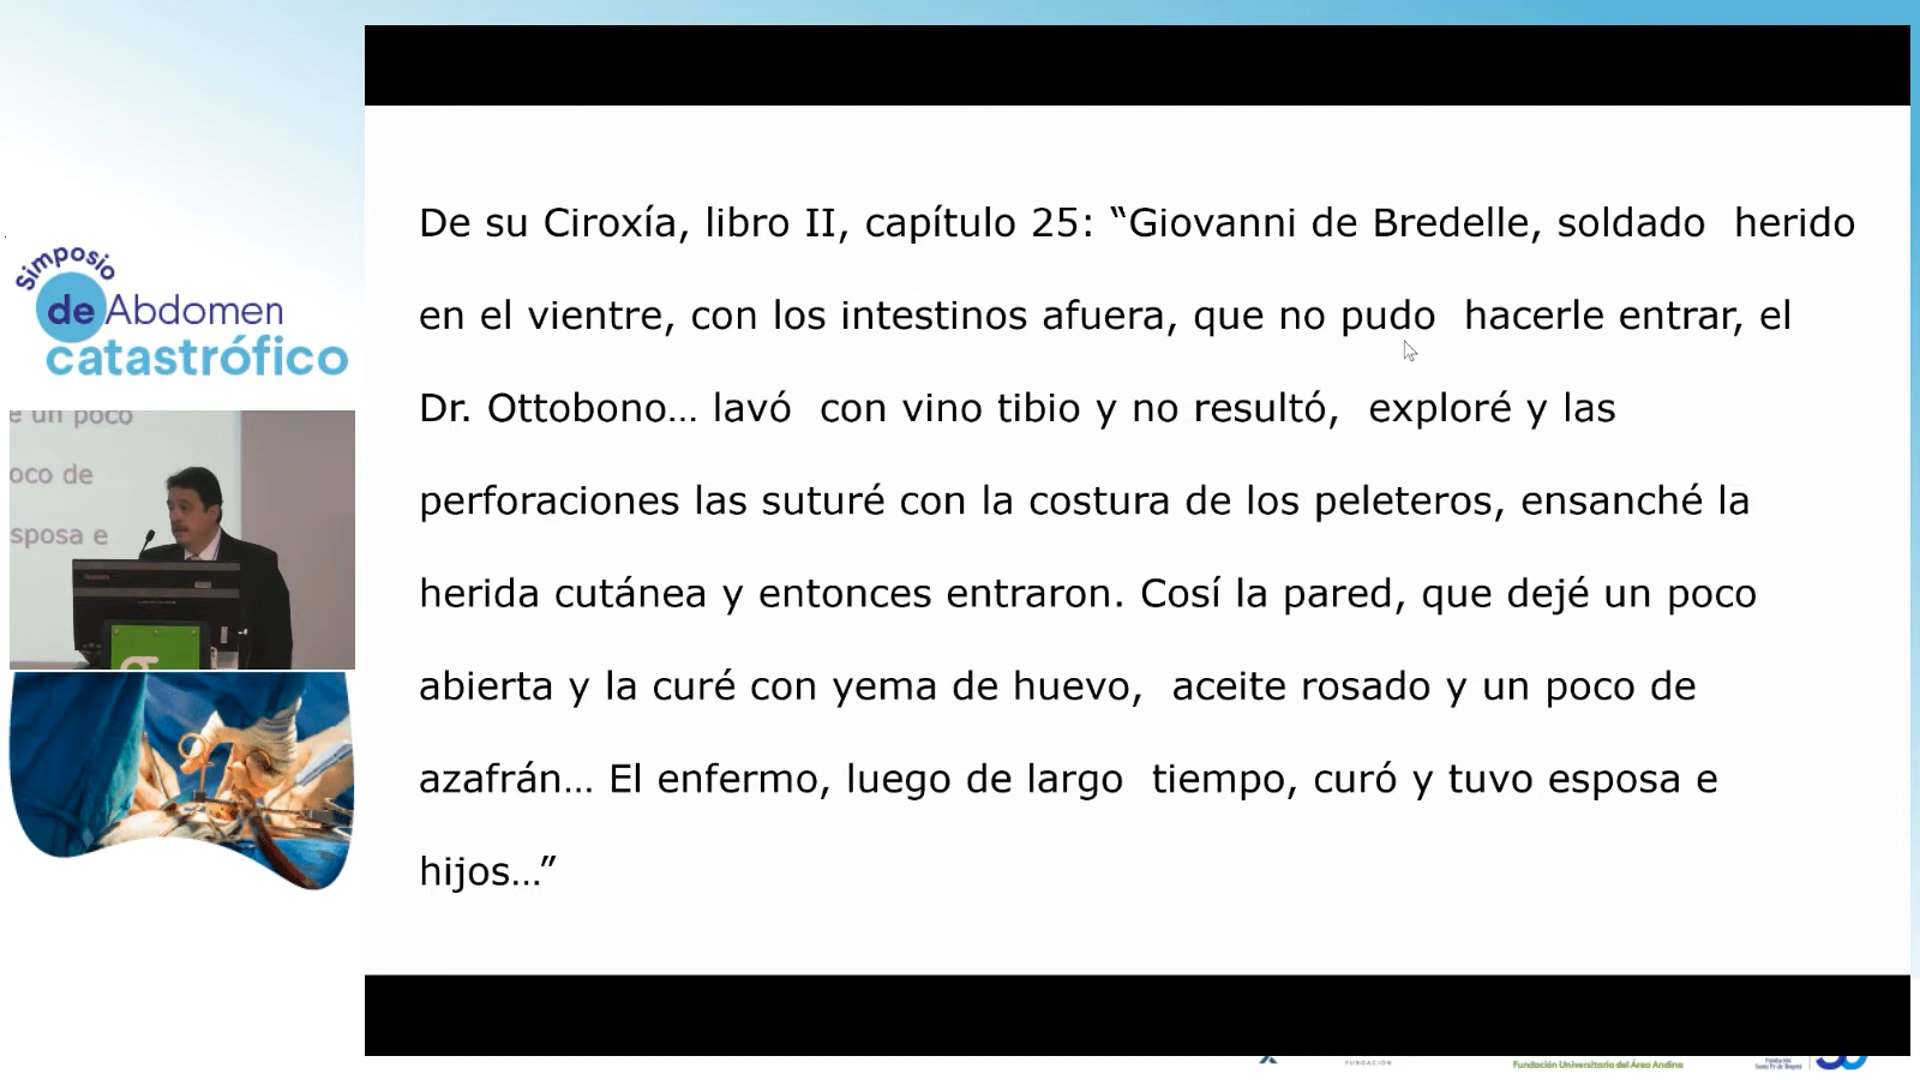 Simposio
de Abdomen
catastrófico
De su Ciroxía, libro II, capítulo 25: “Giovanni de Bredelle, soldado  herido
en el vientre, con los intestinos afuera, que no pudo  hacerle entrar, el
Dr. Ottobono… lavó  con vino tibio y no resultó,  exploré y las
perforaciones las suturé con la costura de los peleteros, ensanché la
herida cutánea y entonces entraron. Cosí la pared, que dejé un poco
abierta y la curé con yema de huevo,  aceite rosado y un poco de
azafrán… El enfermo, luego de largo  tiempo, curó y tuvo esposa e
hijos…”
e un poco
oco de
sposa e
FUNDACIÓN
Fundación Universitaria del Área Andina